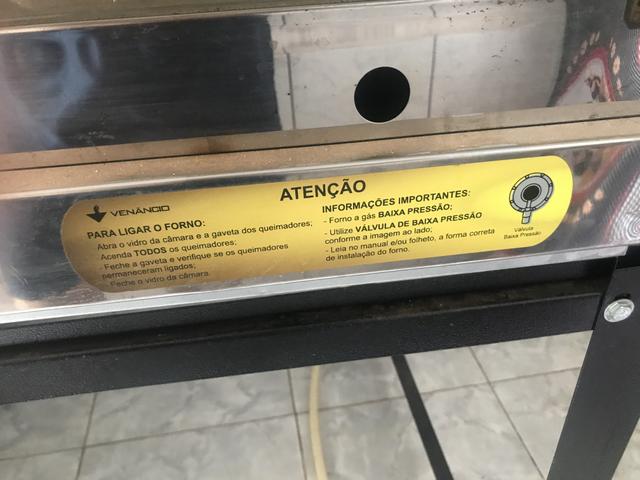 ATENÇÃO
VENÂNCIO
PARA LIGAR O FORNO:
Abra o vidro da câmara e a gaveta dos queimadores;
Acenda TODOS os queimadores;
- Feche a gaveta e verifique se os queimadores
permaneceram ligados;
- Feche o vidro da câmara.
INFORMAÇÕES IMPORTANTES:
- Forno a gás BAIXA PRESSÃO;
- Utilize VÁLVULA DE BAIXA PRESSÃO
conforme a imagem ao lado;
- Leia no manual e/ou folheto, a forma correta
de instalação do forno.
Válvula
Baixa Pressão